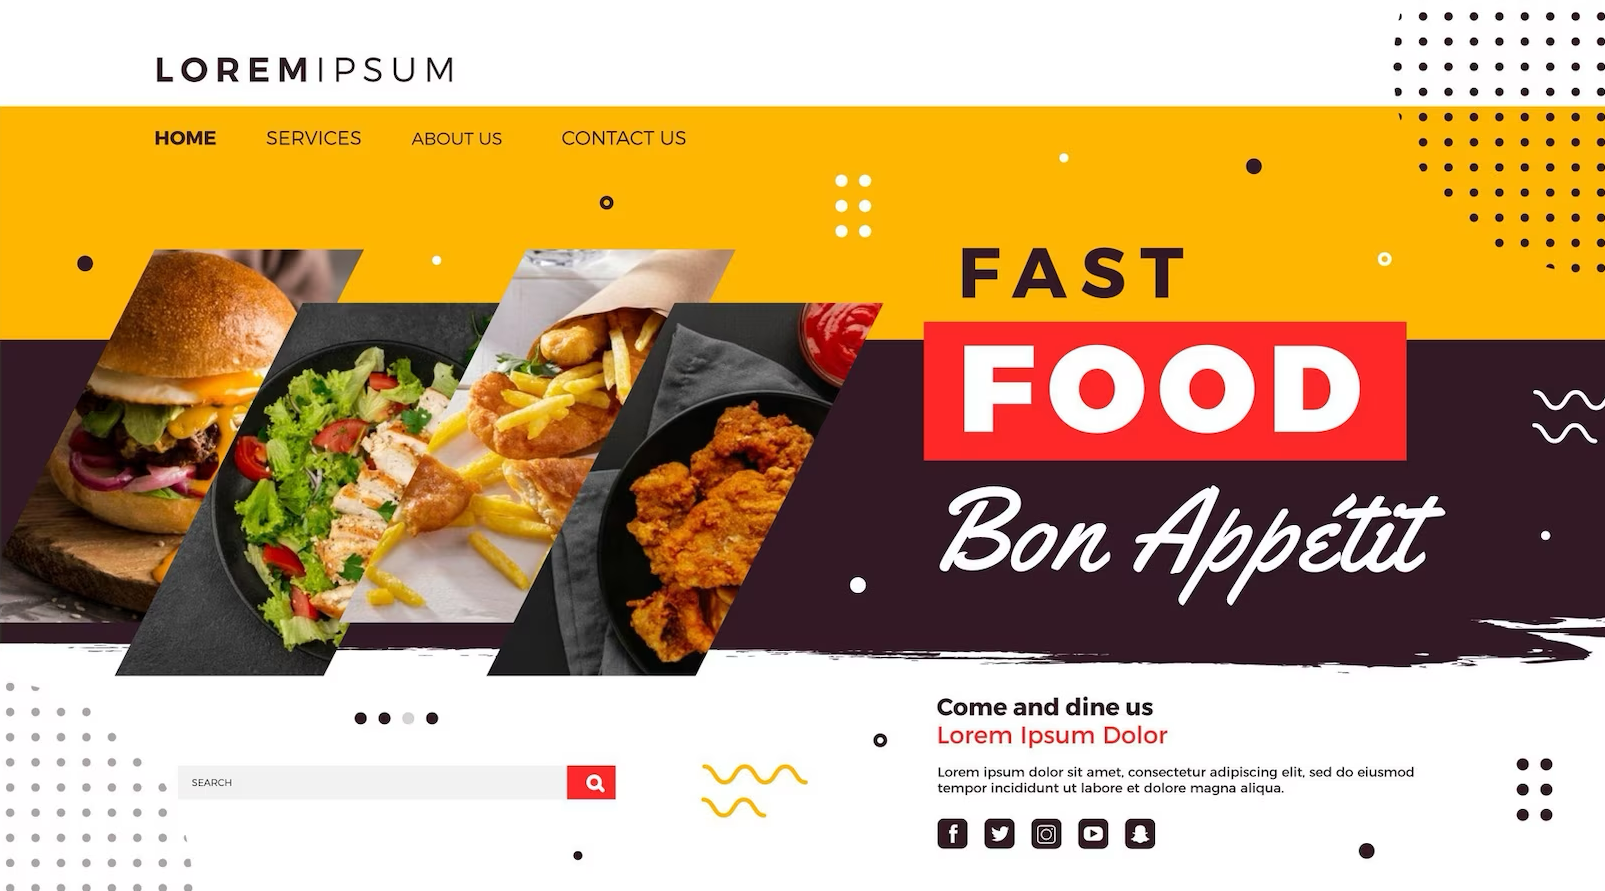 LOREMIPSUM
HOME SERVICES ABOUT US CONTACT US
FAST
FOOD
Bon Appétit
Come and dine us
Lorem Ipsum Dolor
Lorem ipsum dolor sit amet, consectetur adipiscing elit, sed do eiusmod
tempor incididunt ut labore et dolore magna aliqua.
SEARCH